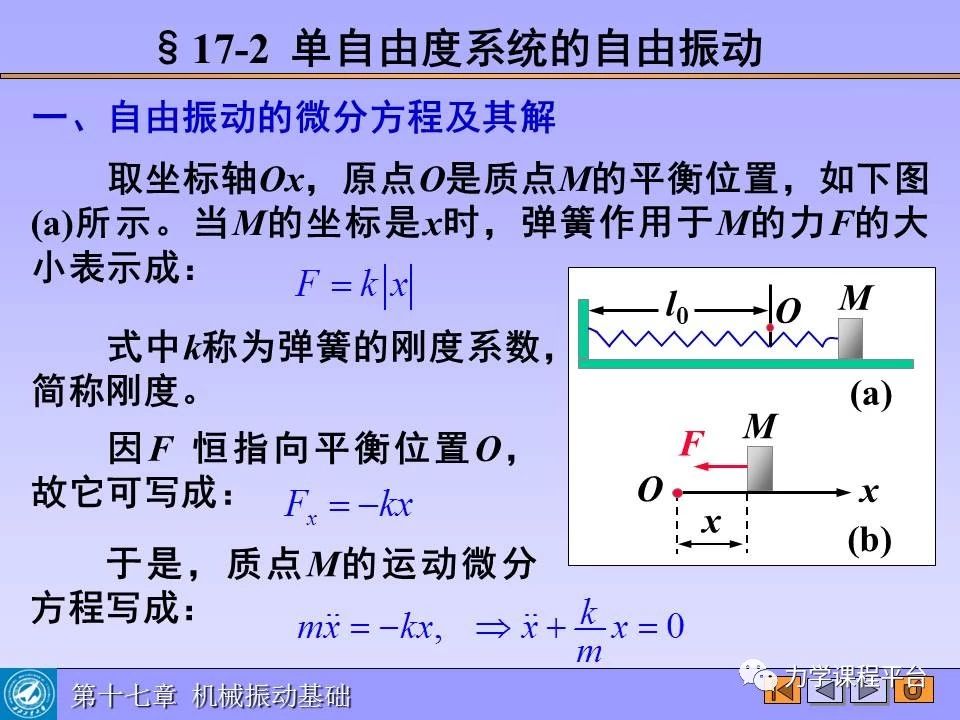 §17-2 单自由度系统的自由振动
一、自由振动的微分方程及其解
取坐标轴Ox，原点O是质点M的平衡位置，如下图
(a)所示。当M的坐标是x时，弹簧作用于M的力F的大
小表示成：
F = k|x|
式中k称为弹簧的刚度系数，
简称刚度。
因F 恒指向平衡位置O，
故它可写成：
Fₓ = −kx
于是，质点M的运动微分
方程写成：
mẍ = −kx, ⇒ ẍ + k/m x = 0
l₀ O M
(a)
F M
O x
x
(b)
第十七章 机械振动基础
力学课程平台